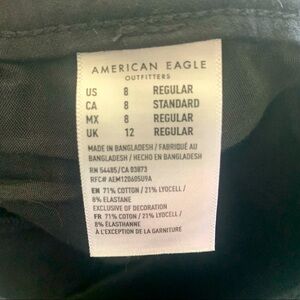 AMERICAN EAGLE
OUTFITTERS
US 8 REGULAR
CA 8 STANDARD
MX 8 REGULAR
UK 12 REGULAR
MADE IN BANGLADESH / FABRIQUÉ AU
BANGLADESH / HECHO EN BANGLADESH
RN 54485/CA 03873
RFC# AEM120605U9A
EN 71% COTTON / 21% LYOCELL /
8% ELASTANE
EXCLUSIVE OF DECORATION
FR 71% COTON / 21% LYOCELL /
8% ÉLASTHANNE
À L'EXCEPTION DE LA GARNITURE